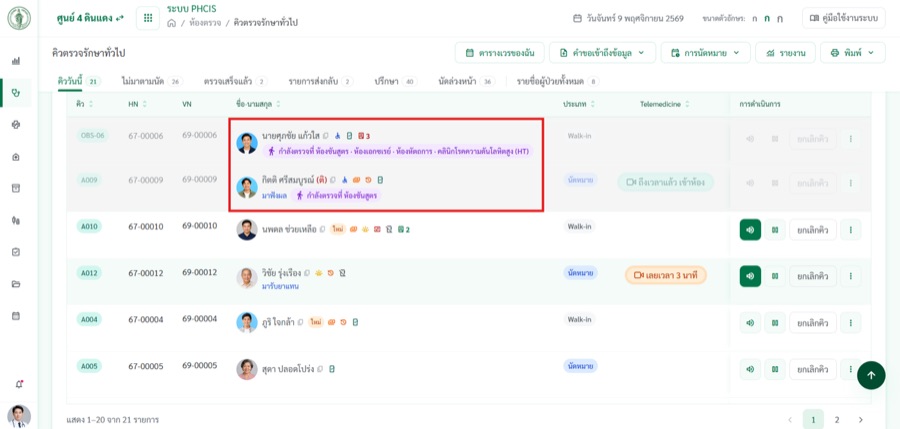 ศูนย์ 4 ดินแดง
ระบบ PHCIS
/ ห้องตรวจ / คิวตรวจรักษาทั่วไป
วันจันทร์ 9 พฤศจิกายน 2569
ขนาดตัวอักษร: ก ก ก
คู่มือใช้งานระบบ
คิวตรวจรักษาทั่วไป
ตารางเวรของฉัน
คำขอเข้าถึงข้อมูล
การนัดหมาย
รายงาน
พิมพ์
คิววันนี้ 21
ไม่มาตามนัด 26
ตรวจเสร็จแล้ว 2
รายการส่งกลับ 2
ปรึกษา 40
นัดล่วงหน้า 36
รายชื่อผู้ป่วยทั้งหมด 8
คิว HN VN ชื่อ-นามสกุล ประเภท Telemedicine การดำเนินการ
OBS-06 67-00006 69-00006 นายศุภชัย แก้วใส 3 Walk-in ยกเลิกคิว
กำลังตรวจที่ ห้องชันสูตร · ห้องเอกซเรย์ · ห้องหัตถการ · คลินิกโรคความดันโลหิตสูง (HT)
A009 67-00009 69-00009 กิตติ ศรีสมบูรณ์ (ดี) นัดหมาย ถึงเวลาแล้ว เข้าห้อง ยกเลิกคิว
มาฟังผล กำลังตรวจที่ ห้องชันสูตร
A010 67-00010 69-00010 นพดล ช่วยเหลือ ใหม่ 2 Walk-in ยกเลิกคิว
A012 67-00012 69-00012 วิชัย รุ่งเรือง นัดหมาย เลยเวลา 3 นาที ยกเลิกคิว
มารับยาแทน
A004 67-00004 69-00004 ภูริ ใจกล้า ใหม่ Walk-in ยกเลิกคิว
A005 67-00005 69-00005 สุดา ปลอดโปร่ง นัดหมาย ยกเลิกคิว
แสดง 1–20 จาก 21 รายการ
1 2